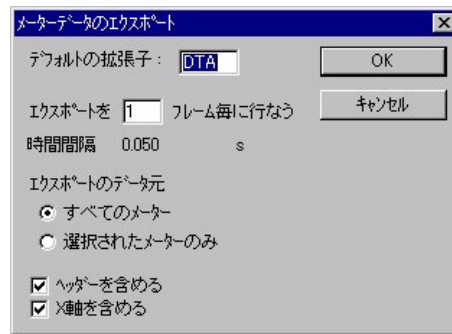 メーターデータのエクスポート
デフォルトの拡張子： DTA
OK
エクスポートを 1 フレーム毎に行なう
キャンセル
時間間隔 0.050 s
エクスポートのデータ元
すべてのメーター
選択されたメーターのみ
ヘッダーを含める
X軸を含める